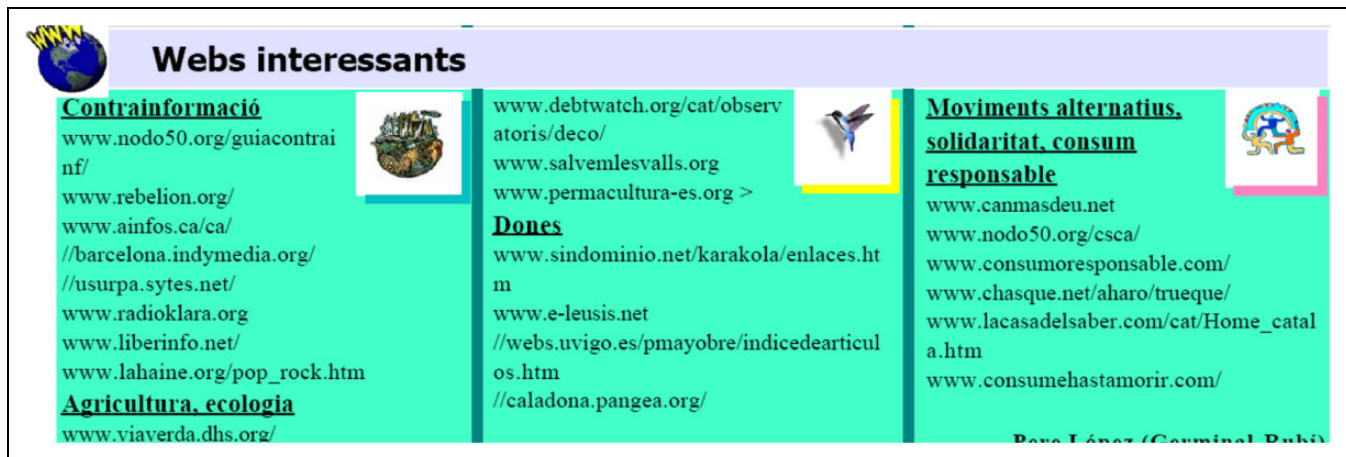 WWW
Webs interessants
Contrainformació
www.nodo50.org/guiacontrai
nf/
www.rebelion.org/
www.ainfos.ca/ca/
//barcelona.indymedia.org/
//usurpa.sytes.net/
www.radioklara.org
www.liberinfo.net/
www.lahaine.org/pop_rock.htm
Agricultura, ecologia
www.viaverda.dhs.org/
www.debtwatch.org/cat/observ
atoris/deco/
www.salvemlesvalls.org
www.permacultura-es.org >
Dones
www.sindominio.net/karakola/enlaces.ht
m
www.e-leusis.net
//webs.uvigo.es/pmayobre/indicedearticul
os.htm
//caladona.pangea.org/
Moviments alternatius,
solidaritat, consum
responsable
www.canmasdeu.net
www.nodo50.org/csca/
www.consumoresponsable.com/
www.chasque.net/aharo/trueque/
www.lacasadelsaber.com/cat/Home_catal
a.htm
www.consumehastamorir.com/
Pere López (Germinal-Rubí)